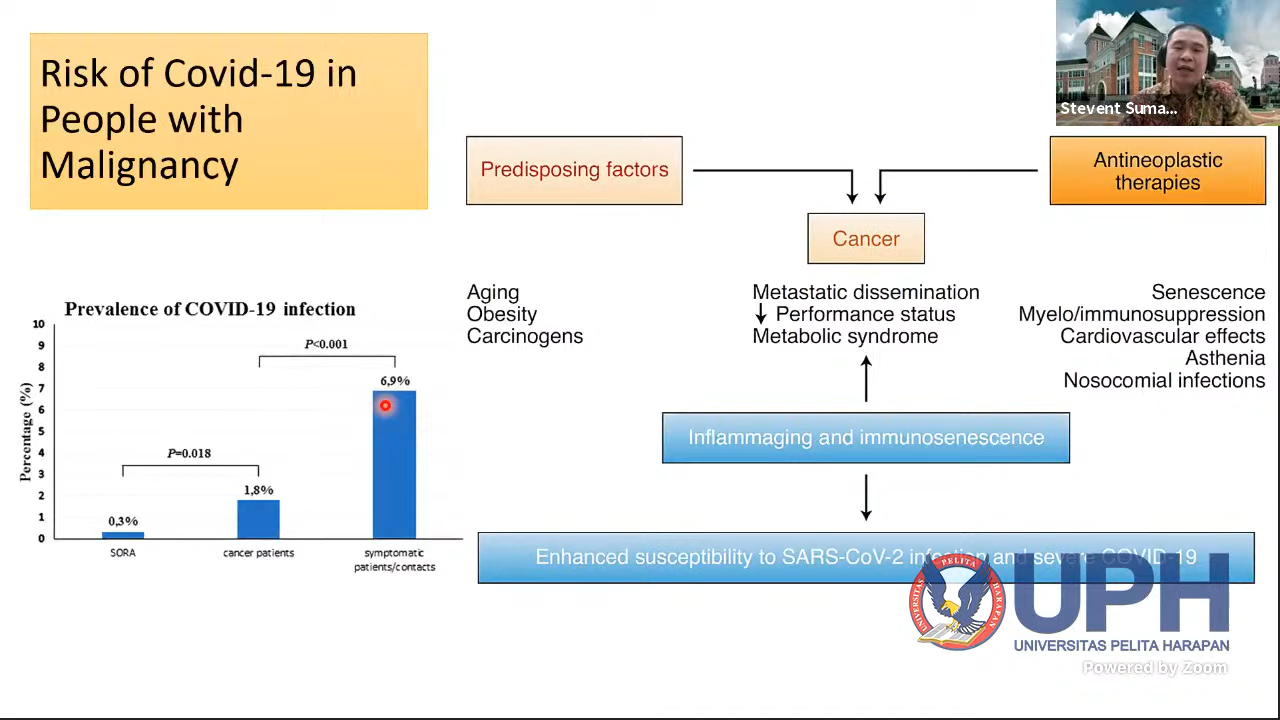 Risk of Covid-19 in
People with
Malignancy
Stevent Suma...
Predisposing factors
Antineoplastic
therapies
Cancer
Aging
Obesity
Carcinogens
Metastatic dissemination
↓ Performance status
Metabolic syndrome
Senescence
Myelo/immunosuppression
Cardiovascular effects
Asthenia
Nosocomial infections
Inflammaging and immunosenescence
Enhanced susceptibility to SARS-CoV-2 infection and severe COVID-19
Prevalence of COVID-19 infection
Percentage (%)
10
9
8
7
6
5
4
3
2
1
0
P<0.001
6,9%
P=0.018
1,8%
0,3%
SORA
cancer patients
symptomatic
patients/contacts
UNIVERSITAS PELITA HARAPAN
UPH
UNIVERSITAS PELITA HARAPAN
Powered by Zoom